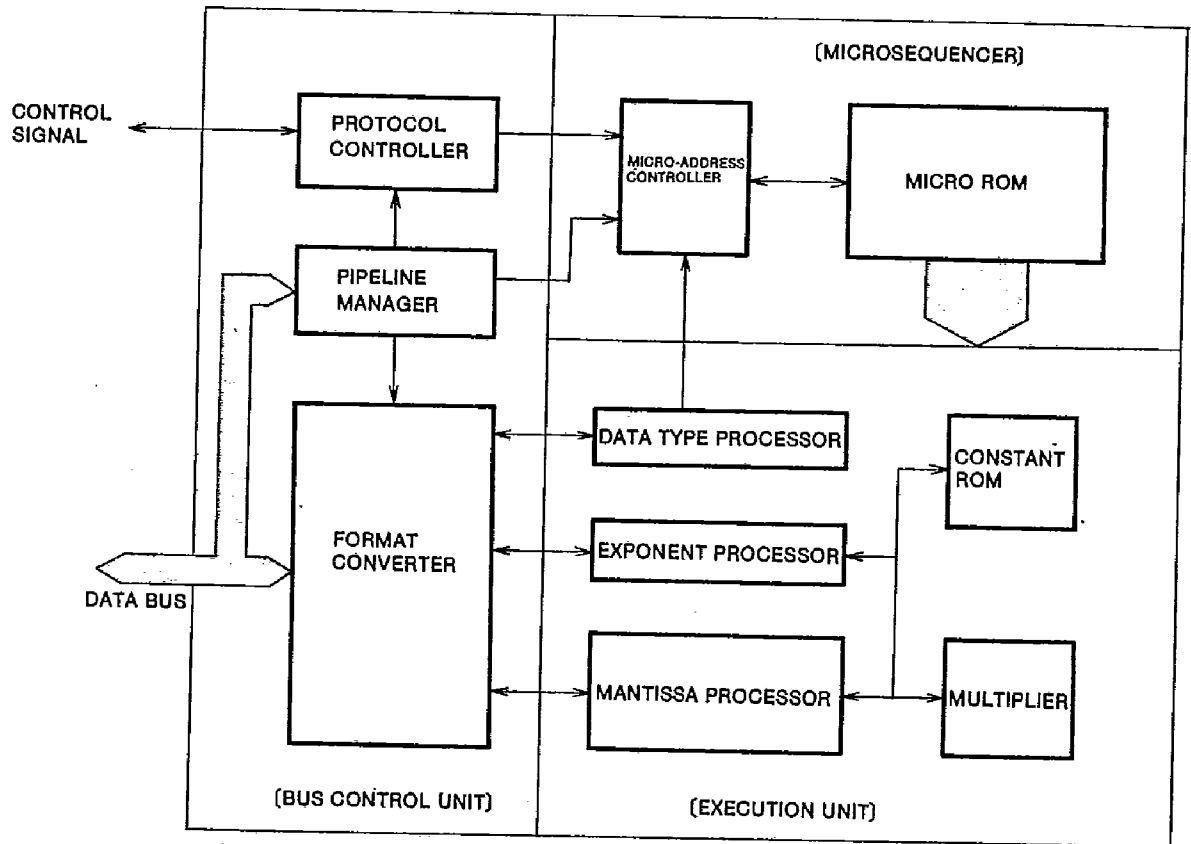 (MICROSEQUENCER)
CONTROL
SIGNAL
PROTOCOL
CONTROLLER
MICRO-ADDRESS
CONTROLLER
MICRO ROM
PIPELINE
MANAGER
DATA TYPE PROCESSOR
CONSTANT
ROM
FORMAT
CONVERTER
EXPONENT PROCESSOR
DATA BUS
MANTISSA PROCESSOR
MULTIPLIER
(BUS CONTROL UNIT)
(EXECUTION UNIT)